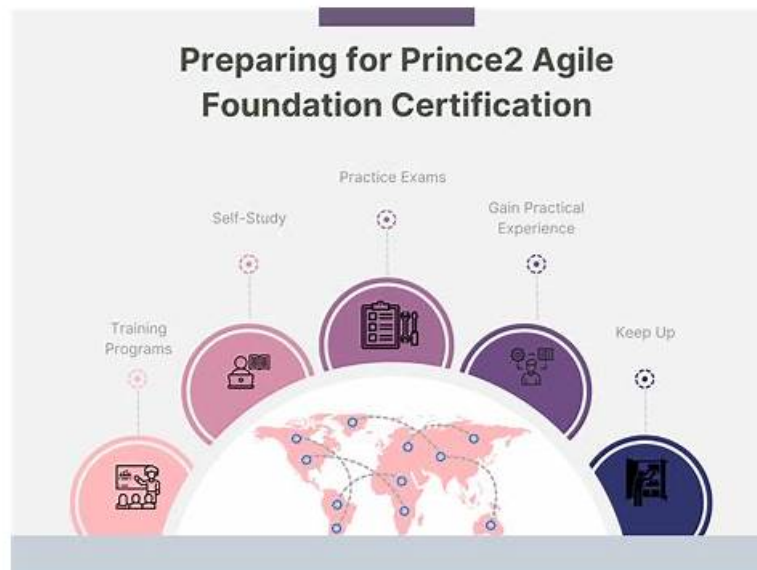 Preparing for Prince2 Agile
Foundation Certification
Practice Exams
Self-Study
Gain Practical
Experience
Training
Programs
Keep Up